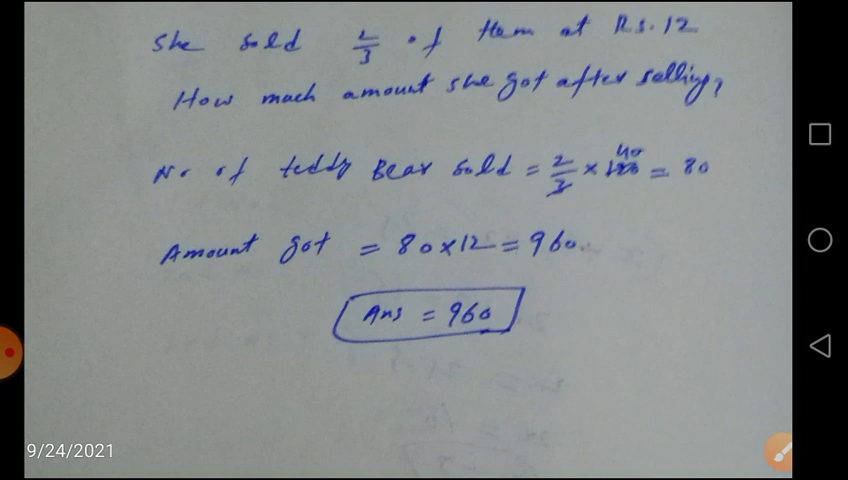 She sold 2/3 of them at Rs. 12
How much amount she got after selling?
No of teddy Bear sold = 2/3 × 120 40 = 80
Amount got = 80 × 12 = 960.
Ans = 960
9/24/2021